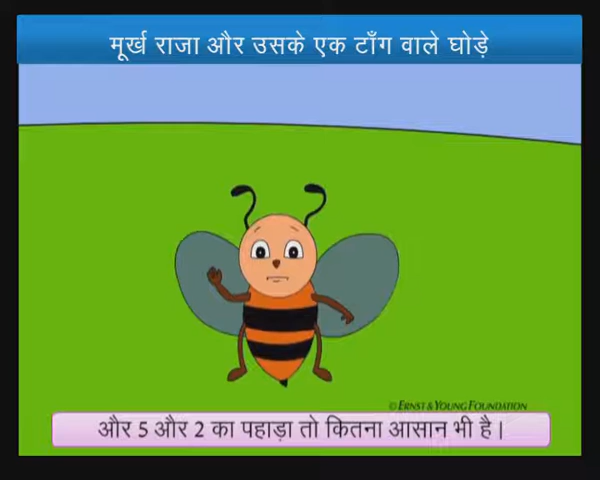 मूर्ख राजा और उसके एक टाँग वाले घोड़े
© ERNST & YOUNG FOUNDATION
और 5 और 2 का पहाड़ा तो कितना आसान भी है।